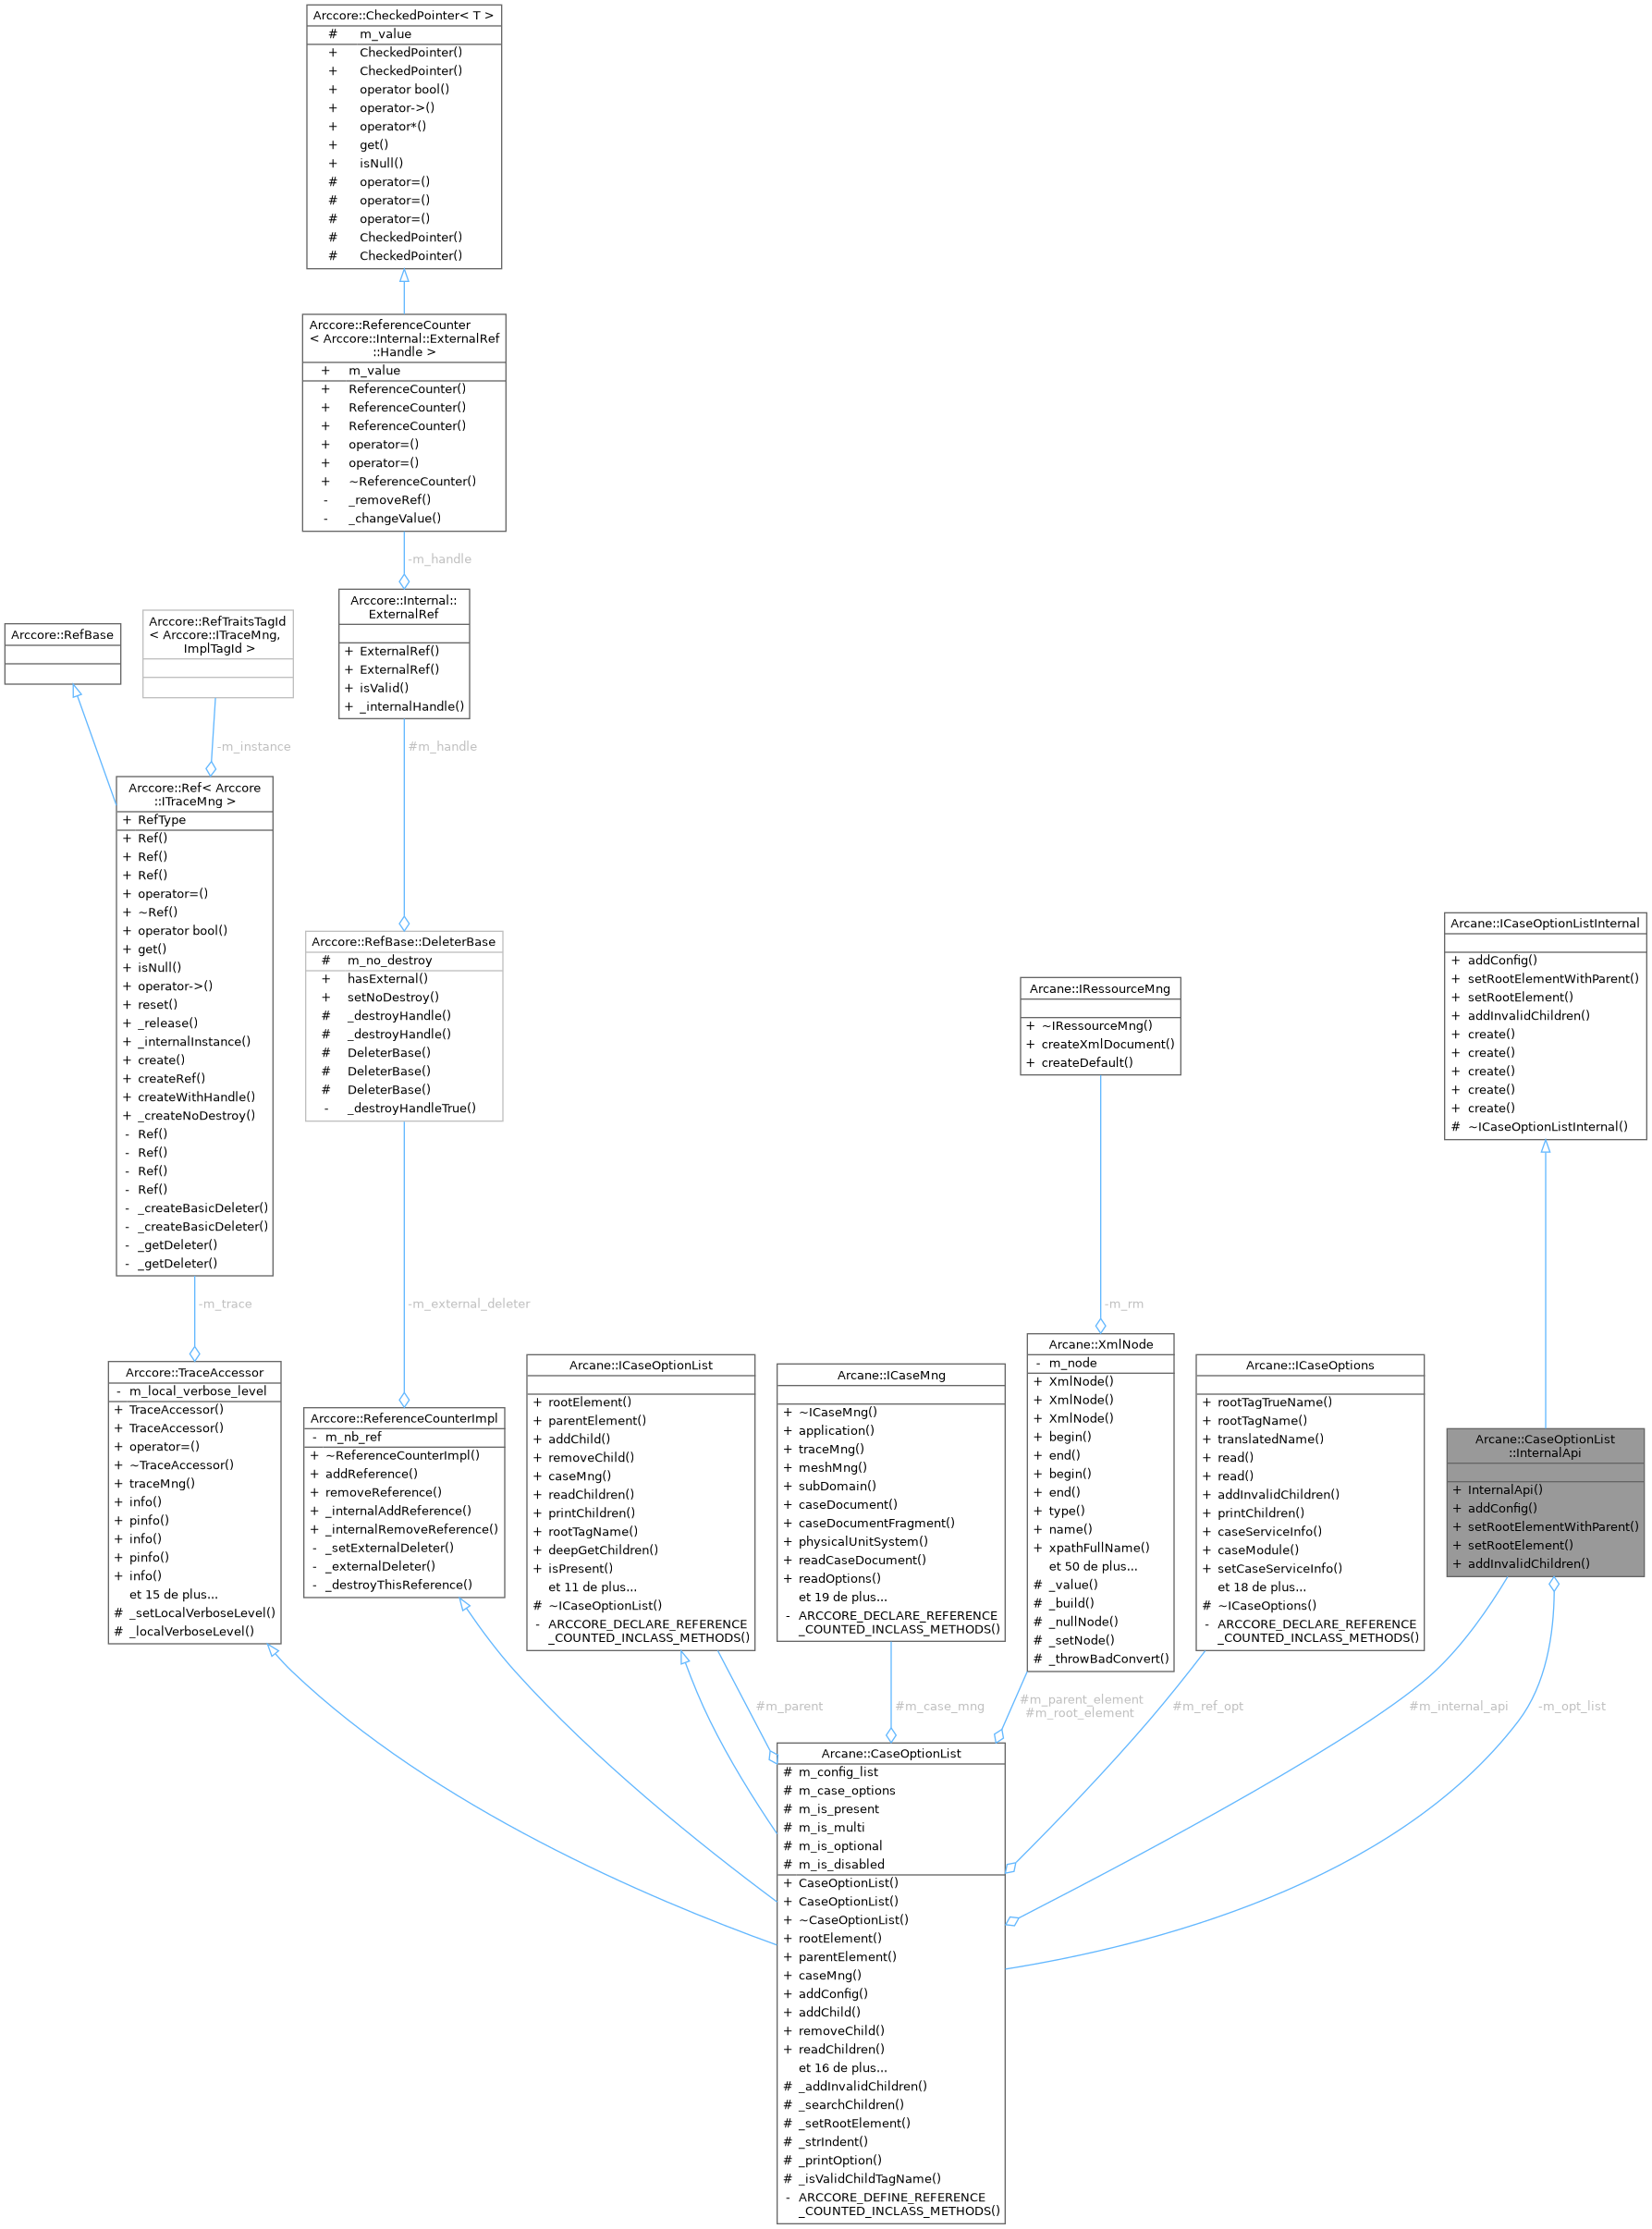 Arccore::CheckedPointer< T >
# m_value
+ CheckedPointer()
+ CheckedPointer()
+ operator bool()
+ operator->()
+ operator*()
+ get()
+ isNull()
# operator=()
# operator=()
# operator=()
# CheckedPointer()
# CheckedPointer()
Arccore::ReferenceCounter
< Arccore::Internal::ExternalRef
::Handle >
+ m_value
+ ReferenceCounter()
+ ReferenceCounter()
+ ReferenceCounter()
+ operator=()
+ operator=()
+ ~ReferenceCounter()
- _removeRef()
- _changeValue()
-m_handle
Arccore::Internal::
ExternalRef
+ ExternalRef()
+ ExternalRef()
+ isValid()
+ _internalHandle()
Arccore::RefBase
Arccore::RefTraitsTagId
< Arccore::ITraceMng,
ImplTagId >
-m_instance
#m_handle
Arccore::Ref< Arccore
::ITraceMng >
+ RefType
+ Ref()
+ Ref()
+ Ref()
+ operator=()
+ ~Ref()
+ operator bool()
+ get()
+ isNull()
+ operator->()
+ reset()
+ _release()
+ _internalInstance()
+ create()
+ createRef()
+ createWithHandle()
+ _createNoDestroy()
- Ref()
- Ref()
- Ref()
- Ref()
- _createBasicDeleter()
- _createBasicDeleter()
- _getDeleter()
- _getDeleter()
Arccore::RefBase::DeleterBase
# m_no_destroy
+ hasExternal()
+ setNoDestroy()
# _destroyHandle()
# _destroyHandle()
# DeleterBase()
# DeleterBase()
# DeleterBase()
- _destroyHandleTrue()
Arcane::IRessourceMng
+ ~IRessourceMng()
+ createXmlDocument()
+ createDefault()
Arcane::ICaseOptionListInternal
+ addConfig()
+ setRootElementWithParent()
+ setRootElement()
+ addInvalidChildren()
+ create()
+ create()
+ create()
+ create()
+ create()
# ~ICaseOptionListInternal()
-m_trace
-m_external_deleter
-m_rm
Arccore::TraceAccessor
- m_local_verbose_level
+ TraceAccessor()
+ TraceAccessor()
+ operator=()
+ ~TraceAccessor()
+ traceMng()
+ info()
+ pinfo()
+ info()
+ pinfo()
+ info()
et 15 de plus...
# _setLocalVerboseLevel()
# _localVerboseLevel()
Arccore::ReferenceCounterImpl
- m_nb_ref
+ ~ReferenceCounterImpl()
+ addReference()
+ removeReference()
+ _internalAddReference()
+ _internalRemoveReference()
- _setExternalDeleter()
- _externalDeleter()
- _destroyThisReference()
Arcane::ICaseOptionList
+ rootElement()
+ parentElement()
+ addChild()
+ removeChild()
+ caseMng()
+ readChildren()
+ printChildren()
+ rootTagName()
+ deepGetChildren()
+ isPresent()
et 11 de plus...
# ~ICaseOptionList()
- ARCCORE_DECLARE_REFERENCE
_COUNTED_INCLASS_METHODS()
Arcane::ICaseMng
+ ~ICaseMng()
+ application()
+ traceMng()
+ meshMng()
+ subDomain()
+ caseDocument()
+ caseDocumentFragment()
+ physicalUnitSystem()
+ readCaseDocument()
+ readOptions()
et 19 de plus...
- ARCCORE_DECLARE_REFERENCE
_COUNTED_INCLASS_METHODS()
Arcane::XmlNode
- m_node
+ XmlNode()
+ XmlNode()
+ XmlNode()
+ begin()
+ end()
+ begin()
+ end()
+ type()
+ name()
+ xpathFullName()
et 50 de plus...
# _value()
# _build()
# _nullNode()
# _setNode()
# _throwBadConvert()
Arcane::ICaseOptions
+ rootTagTrueName()
+ rootTagName()
+ translatedName()
+ read()
+ read()
+ addInvalidChildren()
+ printChildren()
+ caseServiceInfo()
+ caseModule()
+ setCaseServiceInfo()
et 18 de plus...
# ~ICaseOptions()
- ARCCORE_DECLARE_REFERENCE
_COUNTED_INCLASS_METHODS()
Arcane::CaseOptionList
::InternalApi
+ InternalApi()
+ addConfig()
+ setRootElementWithParent()
+ setRootElement()
+ addInvalidChildren()
#m_parent
#m_case_mng
#m_parent_element
#m_root_element
#m_ref_opt
#m_internal_api
-m_opt_list
Arcane::CaseOptionList
# m_config_list
# m_case_options
# m_is_present
# m_is_multi
# m_is_optional
# m_is_disabled
+ CaseOptionList()
+ CaseOptionList()
+ ~CaseOptionList()
+ rootElement()
+ parentElement()
+ caseMng()
+ addConfig()
+ addChild()
+ removeChild()
+ readChildren()
et 16 de plus...
# _addInvalidChildren()
# _searchChildren()
# _setRootElement()
# _strIndent()
# _printOption()
# _isValidChildTagName()
- ARCCORE_DEFINE_REFERENCE
_COUNTED_INCLASS_METHODS()